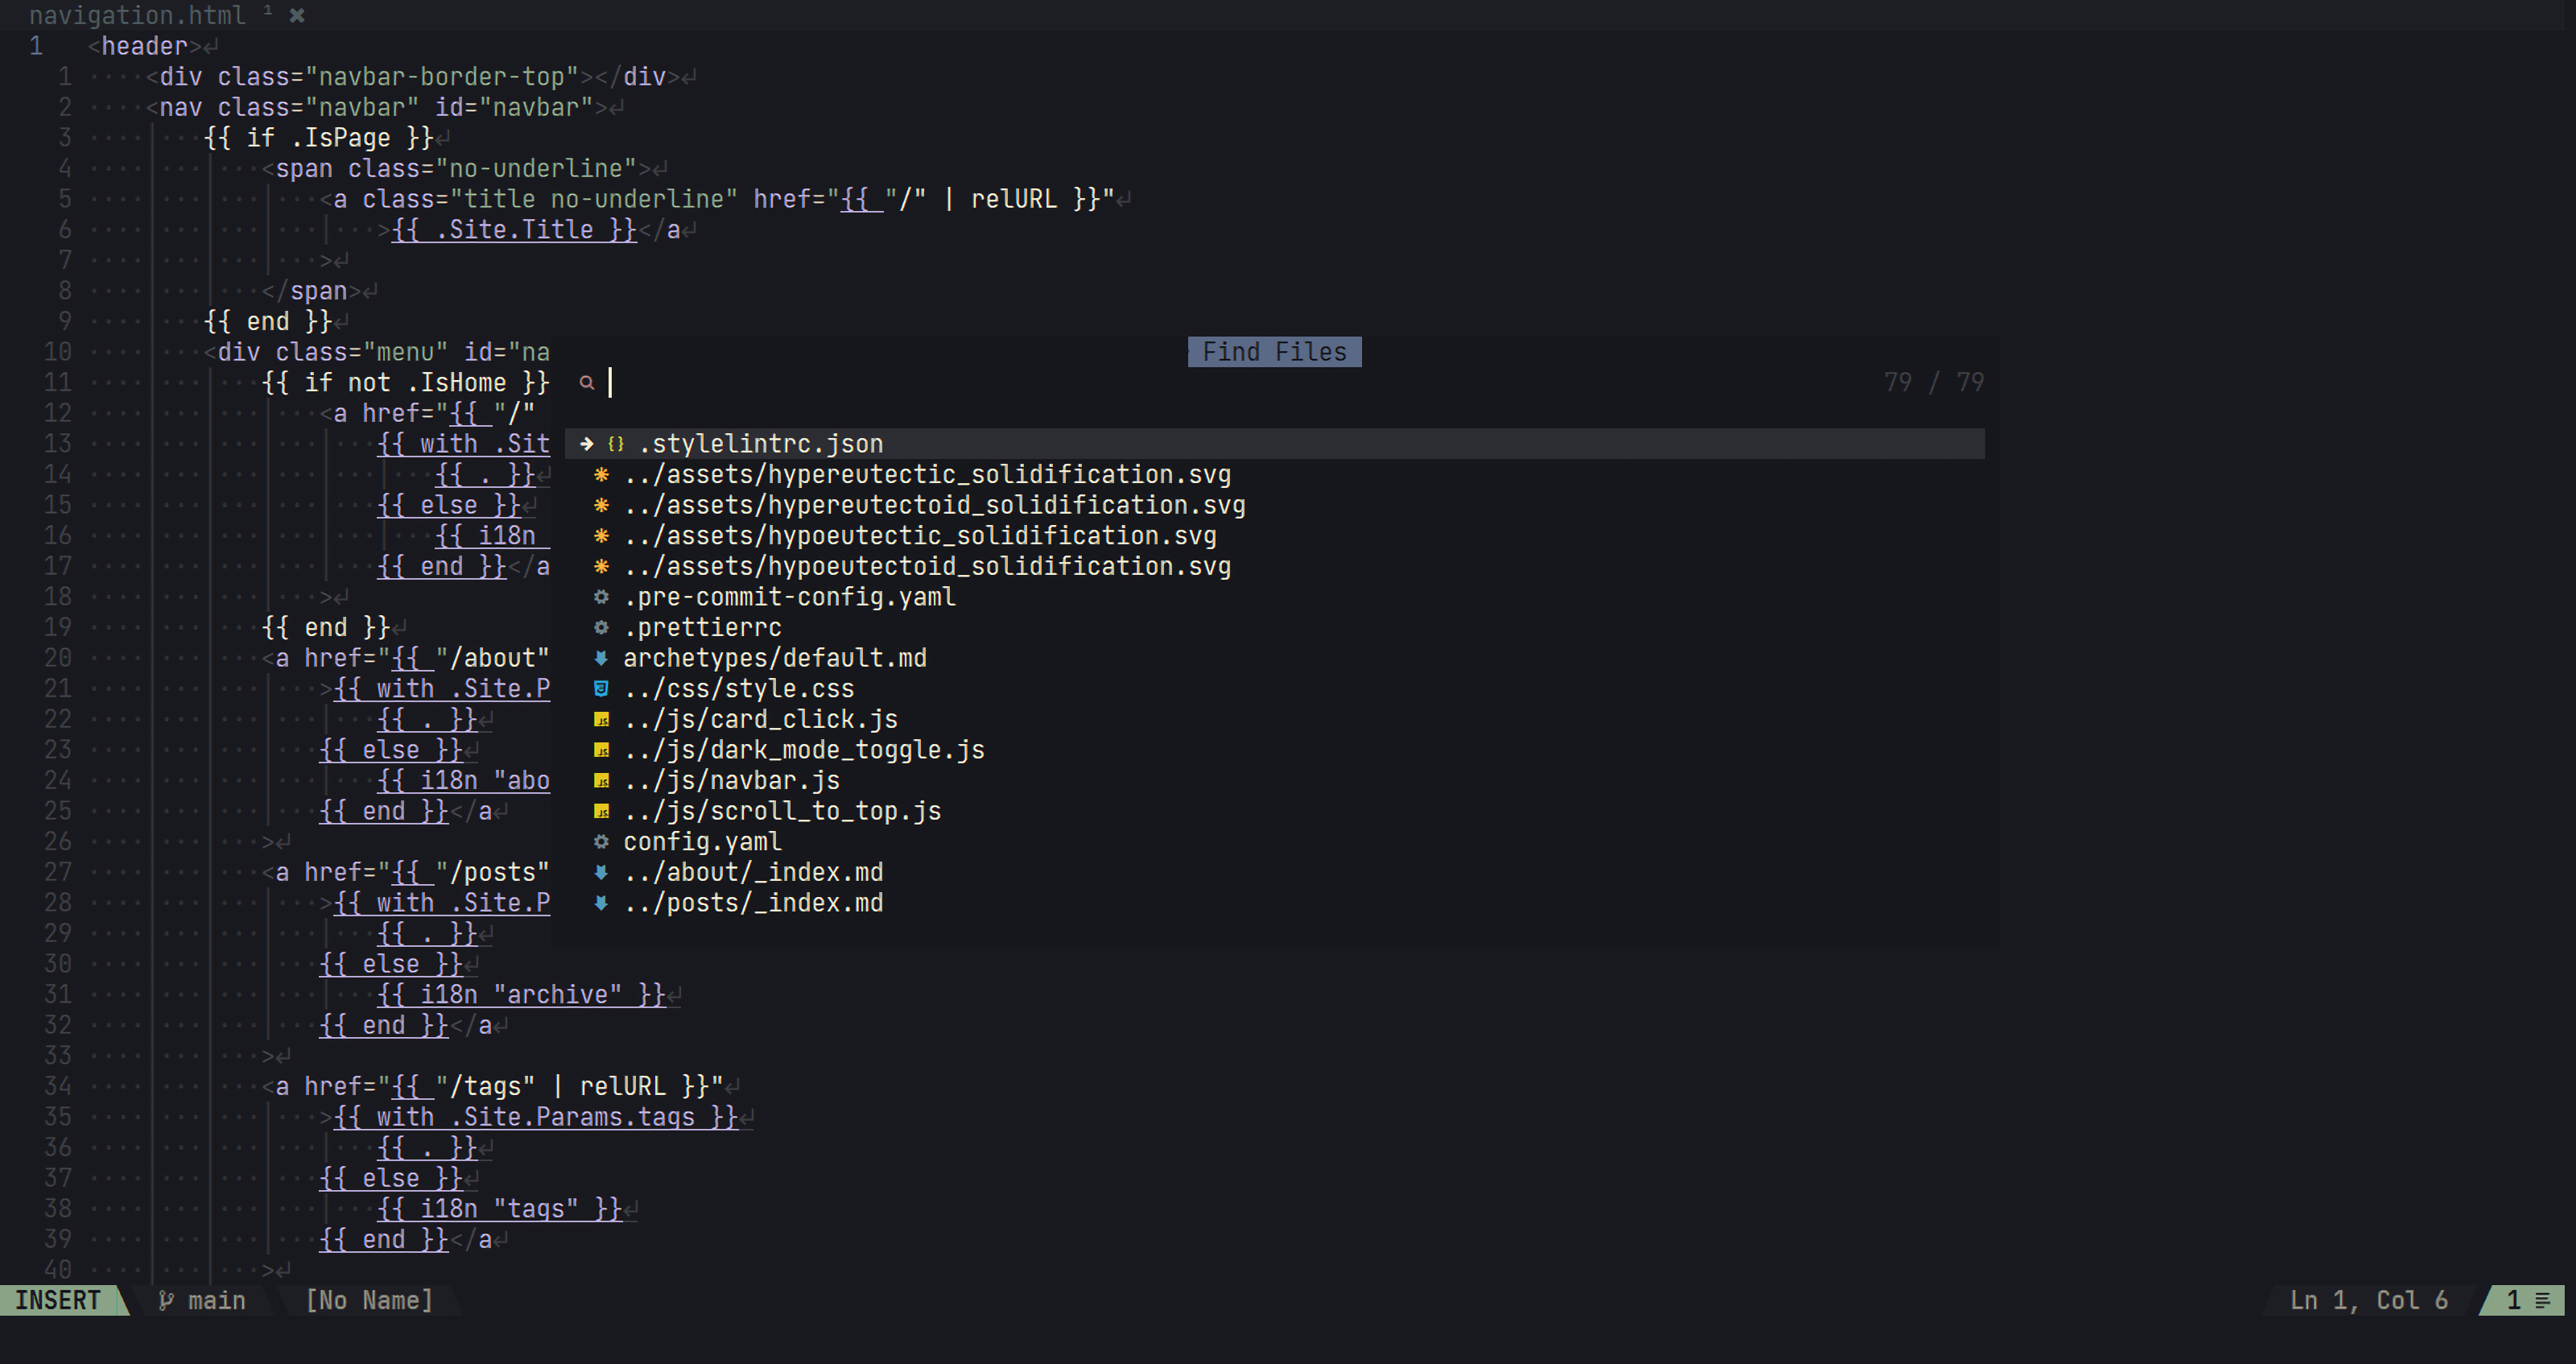 navigation.html ¹ ✖
1 <header>↵
1 ····<div class="navbar-border-top"></div>↵
2 ····<nav class="navbar" id="navbar">↵
3 ····│···{{ if .IsPage }}↵
4 ····│···│···<span class="no-underline">↵
5 ····│···│···│···<a class="title no-underline" href="{{ "/" | relURL }}"↵
6 ····│···│···│···│···>{{ .Site.Title }}</a↵
7 ····│···│···│···>↵
8 ····│···│···</span>↵
9 ····│···{{ end }}↵
10 ····│···<div class="menu" id="na
Find Files
11 ····│···│···{{ if not .IsHome }}
79 / 79
12 ····│···│···│···<a href="{{ "/"
13 ····│···│···│···│···{{ with .Sit
➔ {} .stylelintrc.json
14 ····│···│···│···│···│···{{ . }}↵
../assets/hypereutectic_solidification.svg
15 ····│···│···│···│···{{ else }}↵
../assets/hypereutectoid_solidification.svg
16 ····│···│···│···│···│···{{ i18n
../assets/hypoeutectic_solidification.svg
17 ····│···│···│···│···{{ end }}</a
../assets/hypoeutectoid_solidification.svg
18 ····│···│···│···>↵
.pre-commit-config.yaml
19 ····│···│···{{ end }}↵
.prettierrc
20 ····│···│···<a href="{{ "/about"
archetypes/default.md
21 ····│···│···│···>{{ with .Site.P
../css/style.css
22 ····│···│···│···│···{{ . }}↵
JS ../js/card_click.js
23 ····│···│···│···{{ else }}↵
JS ../js/dark_mode_toggle.js
24 ····│···│···│···│···{{ i18n "abo
JS ../js/navbar.js
25 ····│···│···│···{{ end }}</a↵
JS ../js/scroll_to_top.js
26 ····│···│···>↵
config.yaml
27 ····│···│···<a href="{{ "/posts"
../about/_index.md
28 ····│···│···│···>{{ with .Site.P
../posts/_index.md
29 ····│···│···│···│···{{ . }}↵
30 ····│···│···│···{{ else }}↵
31 ····│···│···│···│···{{ i18n "archive" }}↵
32 ····│···│···│···{{ end }}</a↵
33 ····│···│···>↵
34 ····│···│···<a href="{{ "/tags" | relURL }}"↵
35 ····│···│···│···>{{ with .Site.Params.tags }}↵
36 ····│···│···│···│···{{ . }}↵
37 ····│···│···│···{{ else }}↵
38 ····│···│···│···│···{{ i18n "tags" }}↵
39 ····│···│···│···{{ end }}</a↵
40 ····│···│···>↵
INSERT main [No Name] Ln 1, Col 6 1